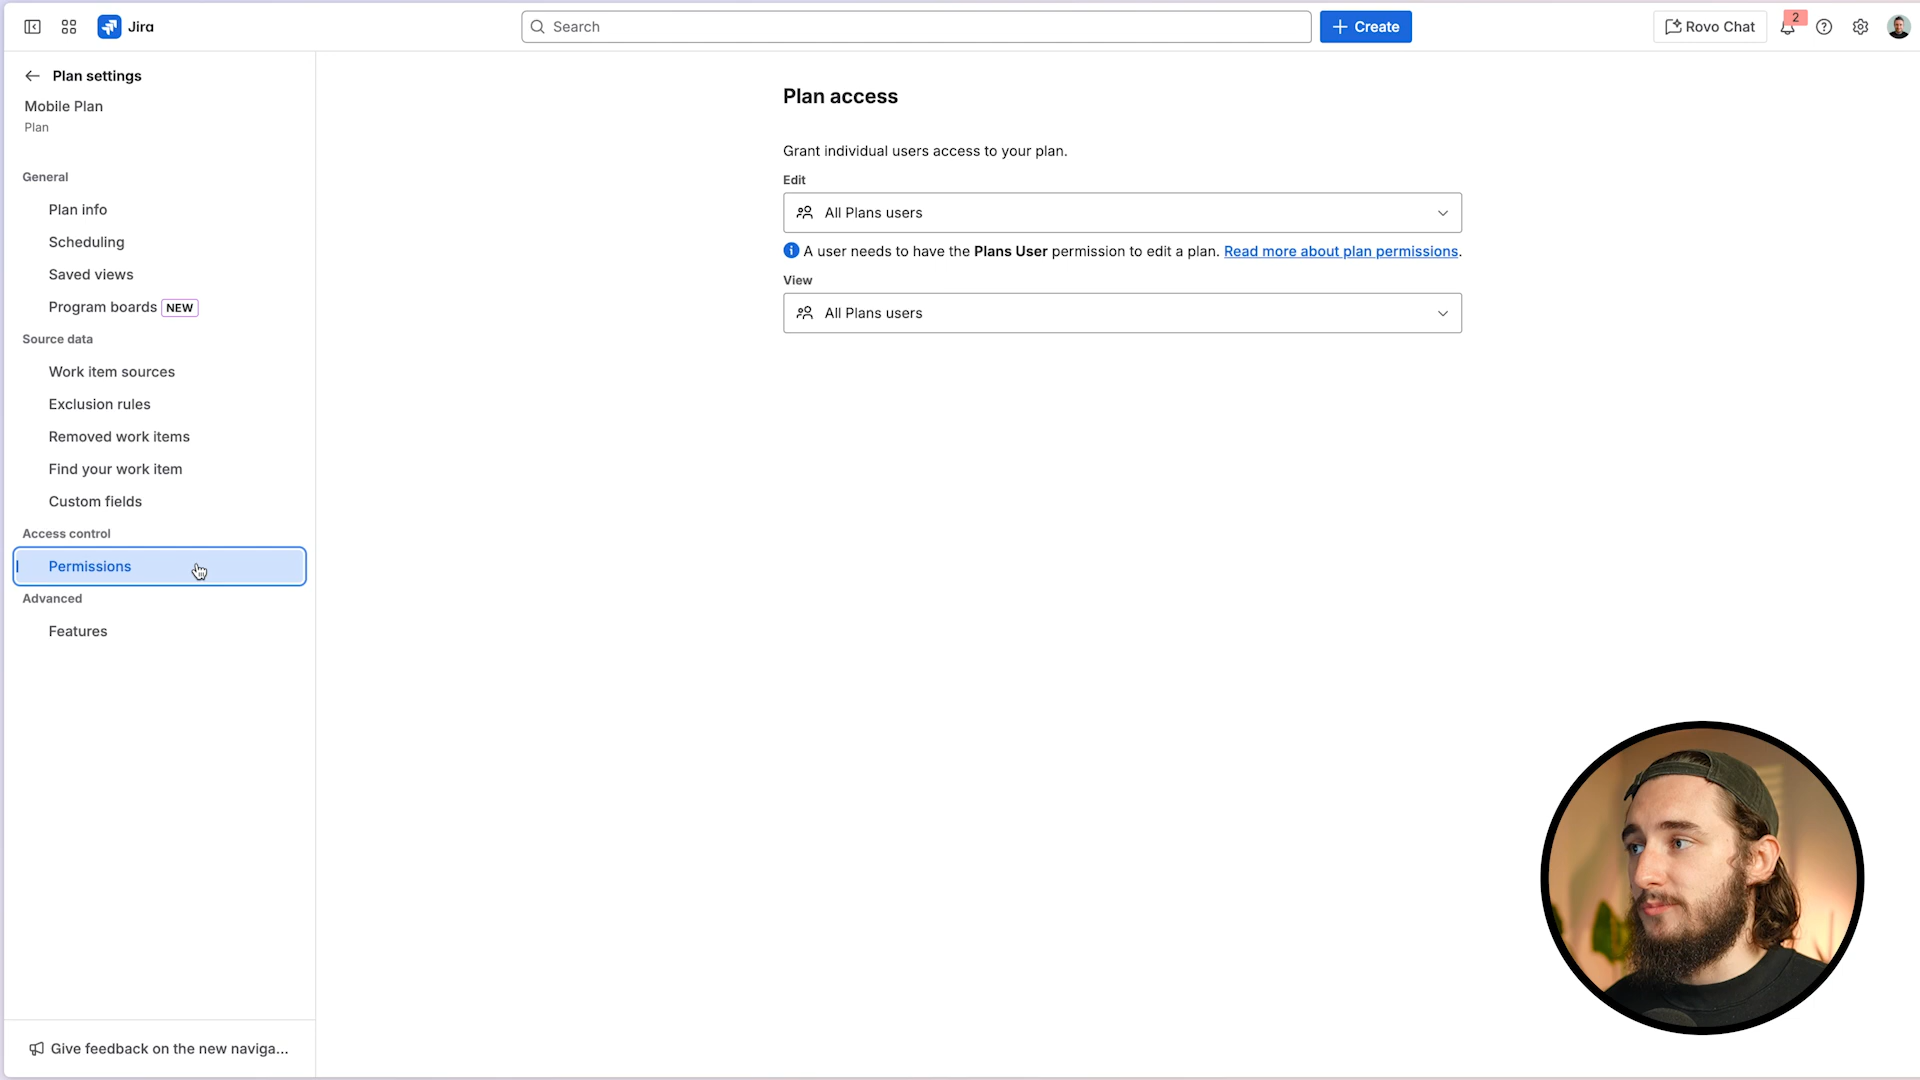 Jira
Search
Create
Rovo Chat
2
Plan settings
Mobile Plan
Plan
General
Plan info
Scheduling
Saved views
Program boards NEW
Source data
Work item sources
Exclusion rules
Removed work items
Find your work item
Custom fields
Access control
Permissions
Advanced
Features
Give feedback on the new naviga...
Plan access
Grant individual users access to your plan.
Edit
All Plans users
A user needs to have the Plans User permission to edit a plan. Read more about plan permissions.
View
All Plans users